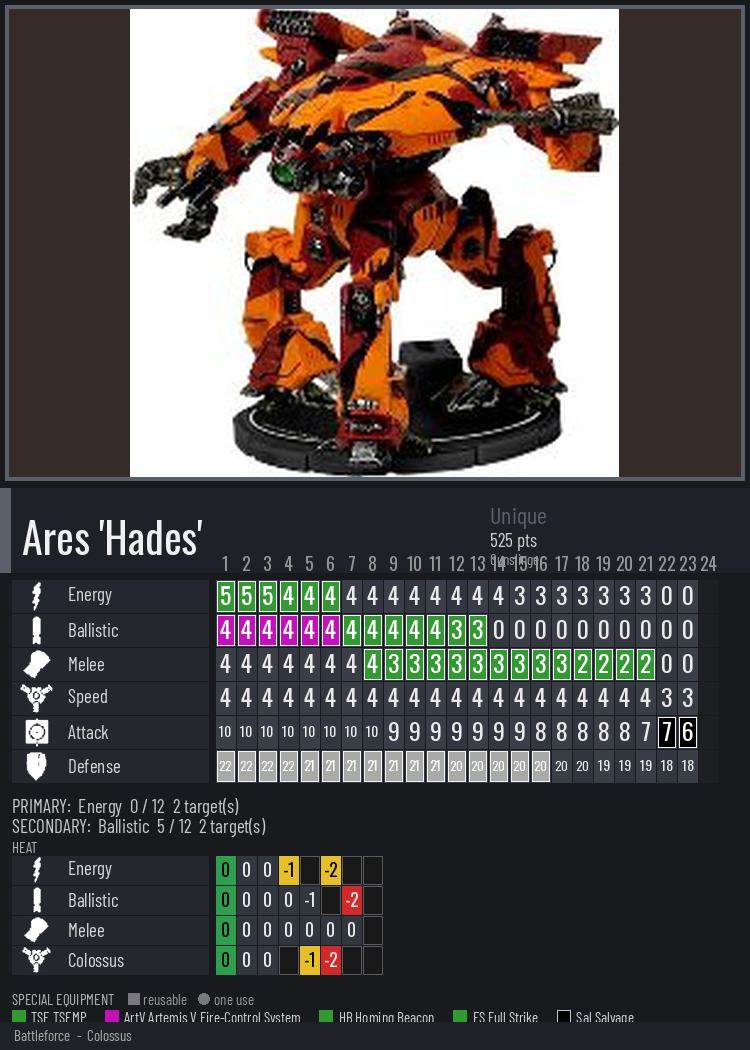 Ares 'Hades'
Unique
525 pts
1 2 3 4 5 6 7 8 9 10 11 12 13 14 15 16 17 18 19 20 21 22 23 24
Energy 5 5 5 4 4 4 4 4 4 4 4 4 4 4 3 3 3 3 3 3 3 0 0
Ballistic 4 4 4 4 4 4 4 4 4 4 4 3 3 0 0 0 0 0 0 0 0 0 0
Melee 4 4 4 4 4 4 4 4 3 3 3 3 3 3 3 3 3 2 2 2 2 0 0
Speed 4 4 4 4 4 4 4 4 4 4 4 4 4 4 4 4 4 4 4 4 4 3 3
Attack 10 10 10 10 10 10 10 10 9 9 9 9 9 9 9 8 8 8 8 8 7 7 6
Defense 22 22 22 22 21 21 21 21 21 21 21 20 20 20 20 20 20 20 19 19 19 18 18
PRIMARY: Energy 0 / 12 2 target(s)
SECONDARY: Ballistic 5 / 12 2 target(s)
HEAT
Energy 0 0 0 -1 -2
Ballistic 0 0 0 0 -1 -2
Melee 0 0 0 0 0 0 0
Colossus 0 0 0 -1 -2
SPECIAL EQUIPMENT reusable one use
TSE TSEMP ArtV Artemis V Fire-Control System HB Homing Beacon FS Full Strike Sal Salvage
Battleforce - Colossus